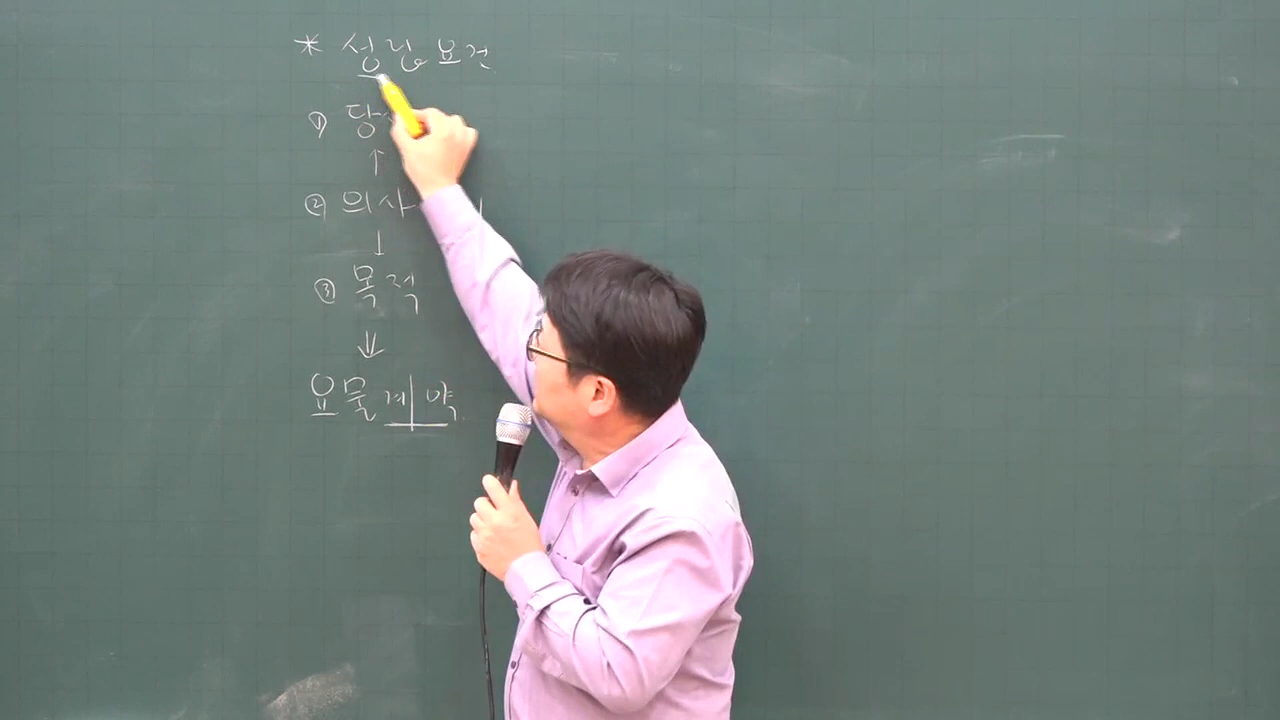 * 성립요건
① 당
↑
② 의사
↓
③ 목적
⇓
요물계약